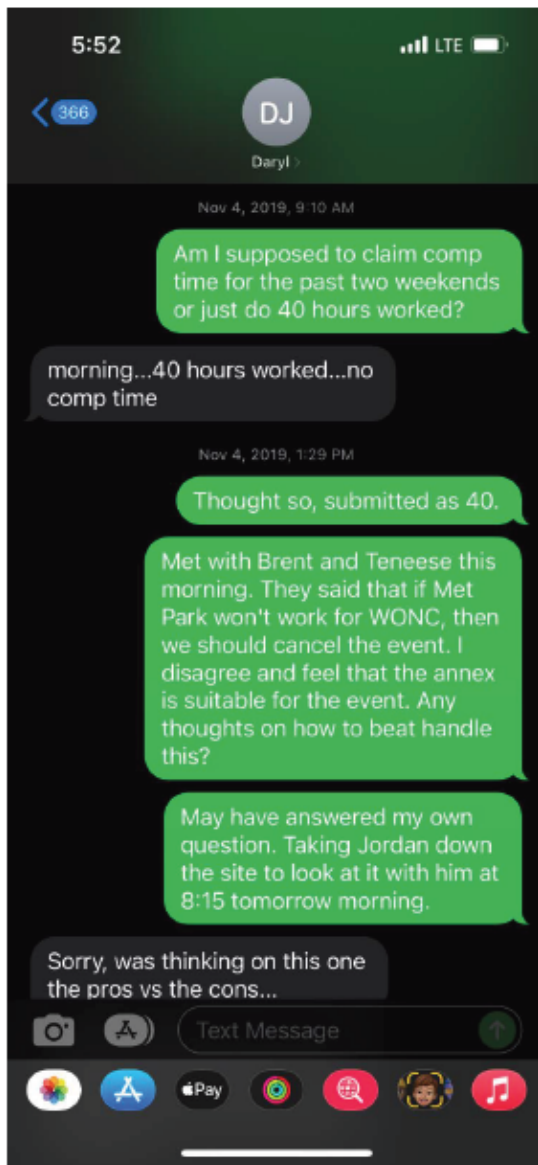 5:52
LTE
366
DJ
Daryl
Nov 4, 2019, 9:10 AM
Am I supposed to claim comp
time for the past two weekends
or just do 40 hours worked?
morning...40 hours worked...no
comp time
Nov 4, 2019, 1:29 PM
Thought so, submitted as 40.
Met with Brent and Teneese this
morning. They said that if Met
Park won't work for WONC, then
we should cancel the event. I
disagree and feel that the annex
is suitable for the event. Any
thoughts on how to beat handle
this?
May have answered my own
question. Taking Jordan down
the site to look at it with him at
8:15 tomorrow morning.
Sorry, was thinking on this one
the pros vs the cons...
Text Message
Pay